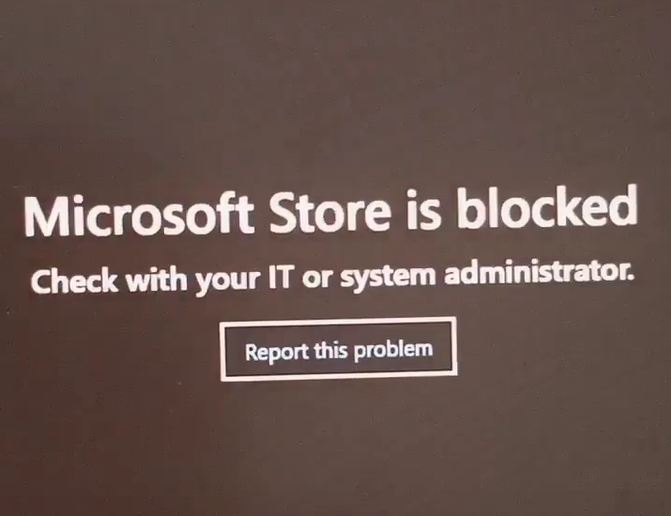 Microsoft Store is blocked
Check with your IT or system administrator.
Report this problem